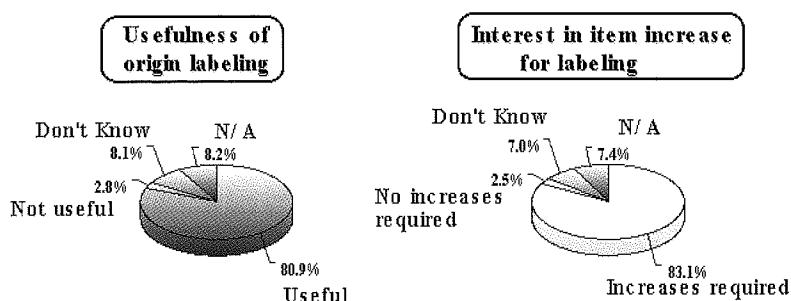 Usefulness of
origin labeling
Don't Know
8.1%
N/A
8.2%
2.8%
Not useful
80.9%
Useful
Interest in item increase
for labeling
Don't Know
7.0%
N/A
7.4%
2.5%
No increases
required
83.1%
Increases required